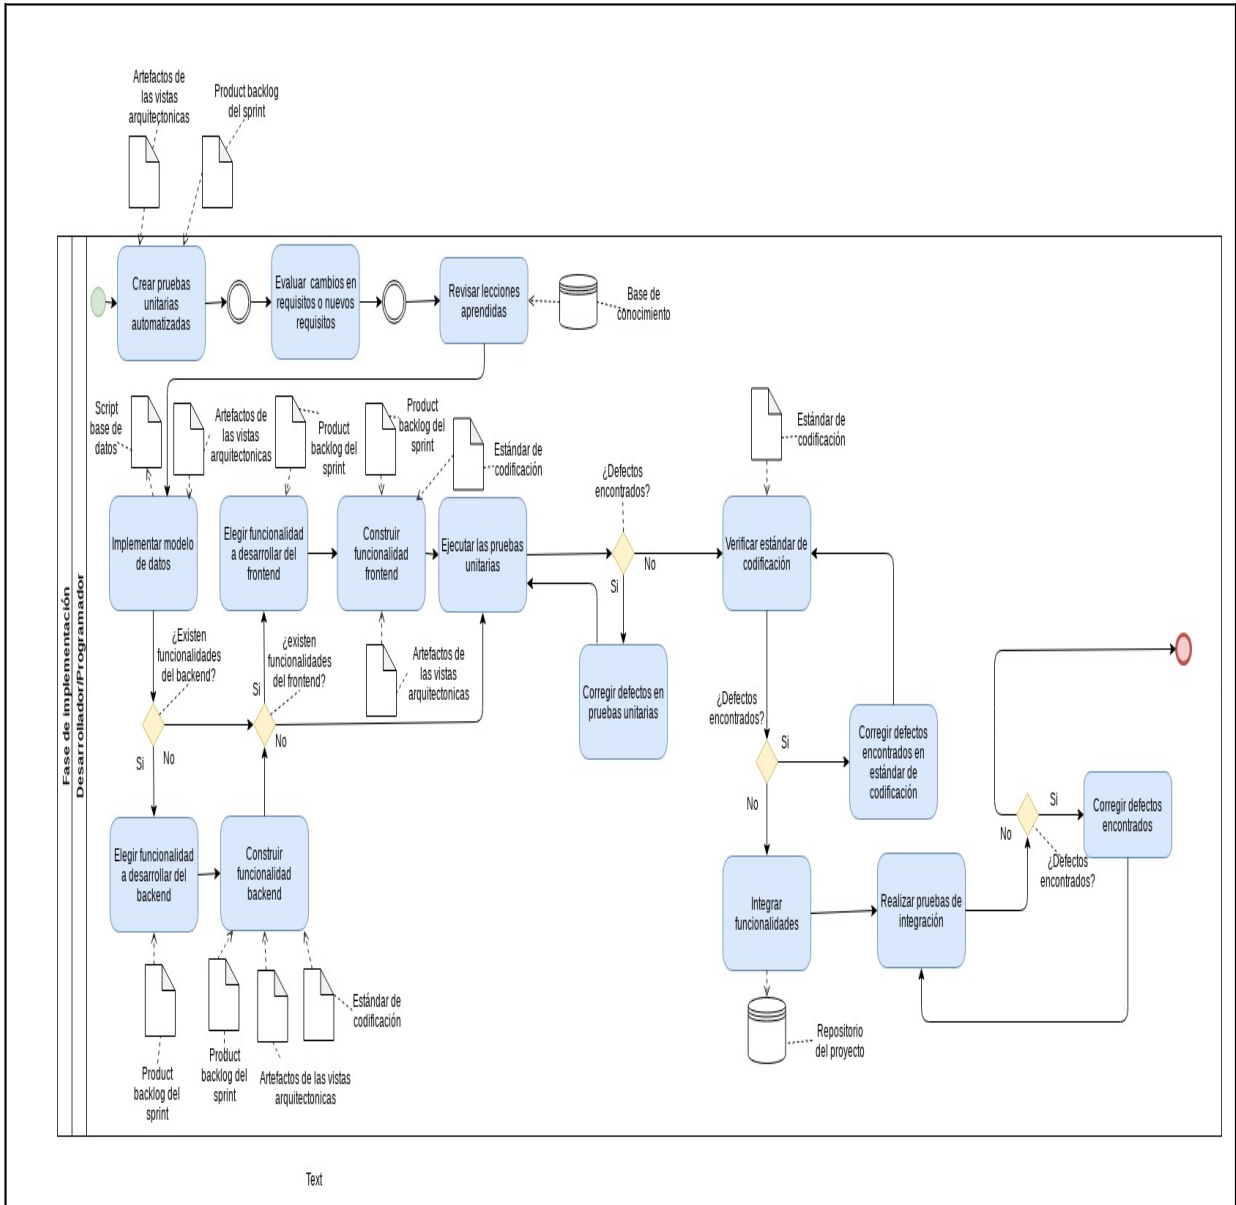 Artefactos de
las vistas
arquitectonicas
Product backlog
del sprint
Fase de implementación
Desarrollador/Programador
Crear pruebas
unitarias
automatizadas
Evaluar cambios en
requisitos o nuevos
requisitos
Revisar lecciones
aprendidas
Base de
conocimiento
Script
base de
datos
Artefactos de
las vistas
arquitectonicas
Product
backlog del
sprint
Product
backlog del
sprint
Estándar de
codificación
¿Defectos
encontrados?
Estándar de
codificación
Implementar modelo
de datos
Elegir funcionalidad
a desarrollar del
frontend
Construir
funcionalidad
frontend
Ejecutar las pruebas
unitarias
No
Si
Verificar estándar de
codificación
¿Existen
funcionalidades
del backend?
¿existen
funcionalidades
del frontend?
Si
No
Artefactos de
las vistas
arquitectonicas
Corregir defectos en
pruebas unitarias
¿Defectos
encontrados?
Si
No
Corregir defectos
encontrados en
estándar de
codificación
Si
No
Elegir funcionalidad
a desarrollar del
backend
Construir
funcionalidad
backend
Si
No
¿Defectos
encontrados?
Corregir defectos
encontrados
Integrar
funcionalidades
Realizar pruebas de
integración
Product
backlog del
sprint
Product
backlog del
sprint
Artefactos de las vistas
arquitectonicas
Estándar de
codificación
Repositorio
del proyecto
Text